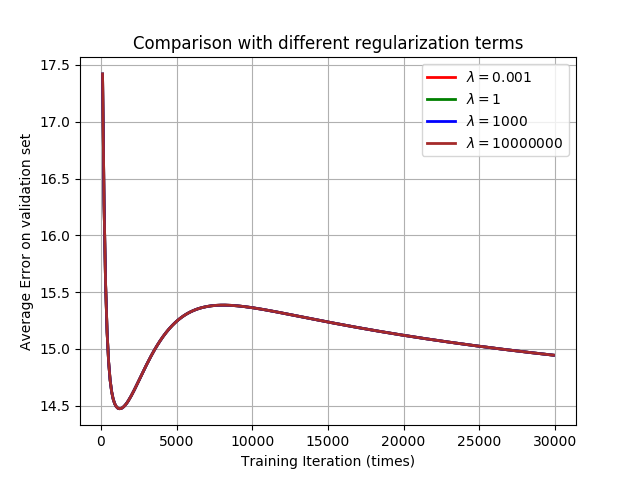 Comparison with different regularization terms
17.5
17.0
16.5
16.0
15.5
15.0
14.5
Average Error on validation set
λ = 0.001
λ = 1
λ = 1000
λ = 10000000
0 5000 10000 15000 20000 25000 30000
Training Iteration (times)